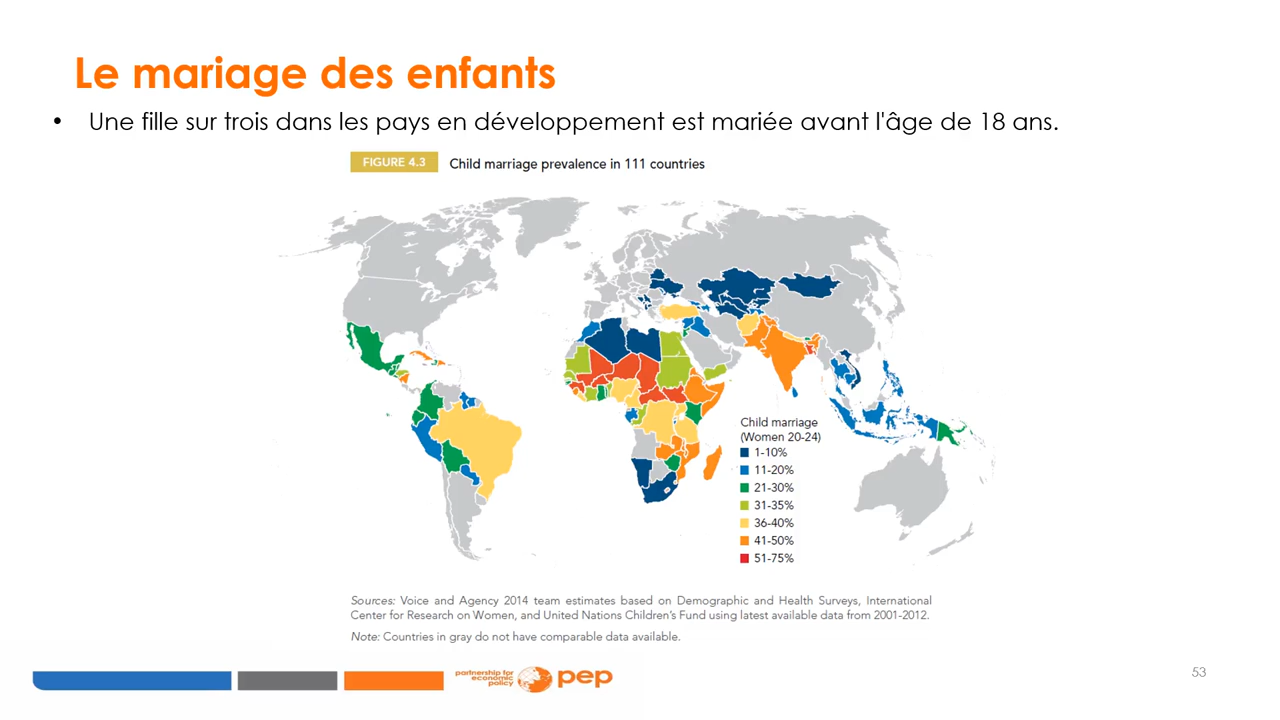 Le mariage des enfants
• Une fille sur trois dans les pays en développement est mariée avant l'âge de 18 ans.
FIGURE 4.3 Child marriage prevalence in 111 countries
Child marriage
(Women 20-24)
1-10%
11-20%
21-30%
31-35%
36-40%
41-50%
51-75%
Sources: Voice and Agency 2014 team estimates based on Demographic and Health Surveys, International
Center for Research on Women, and United Nations Children's Fund using latest available data from 2001-2012.
Note: Countries in gray do not have comparable data available.
partnership for
economic
policy
pep
53